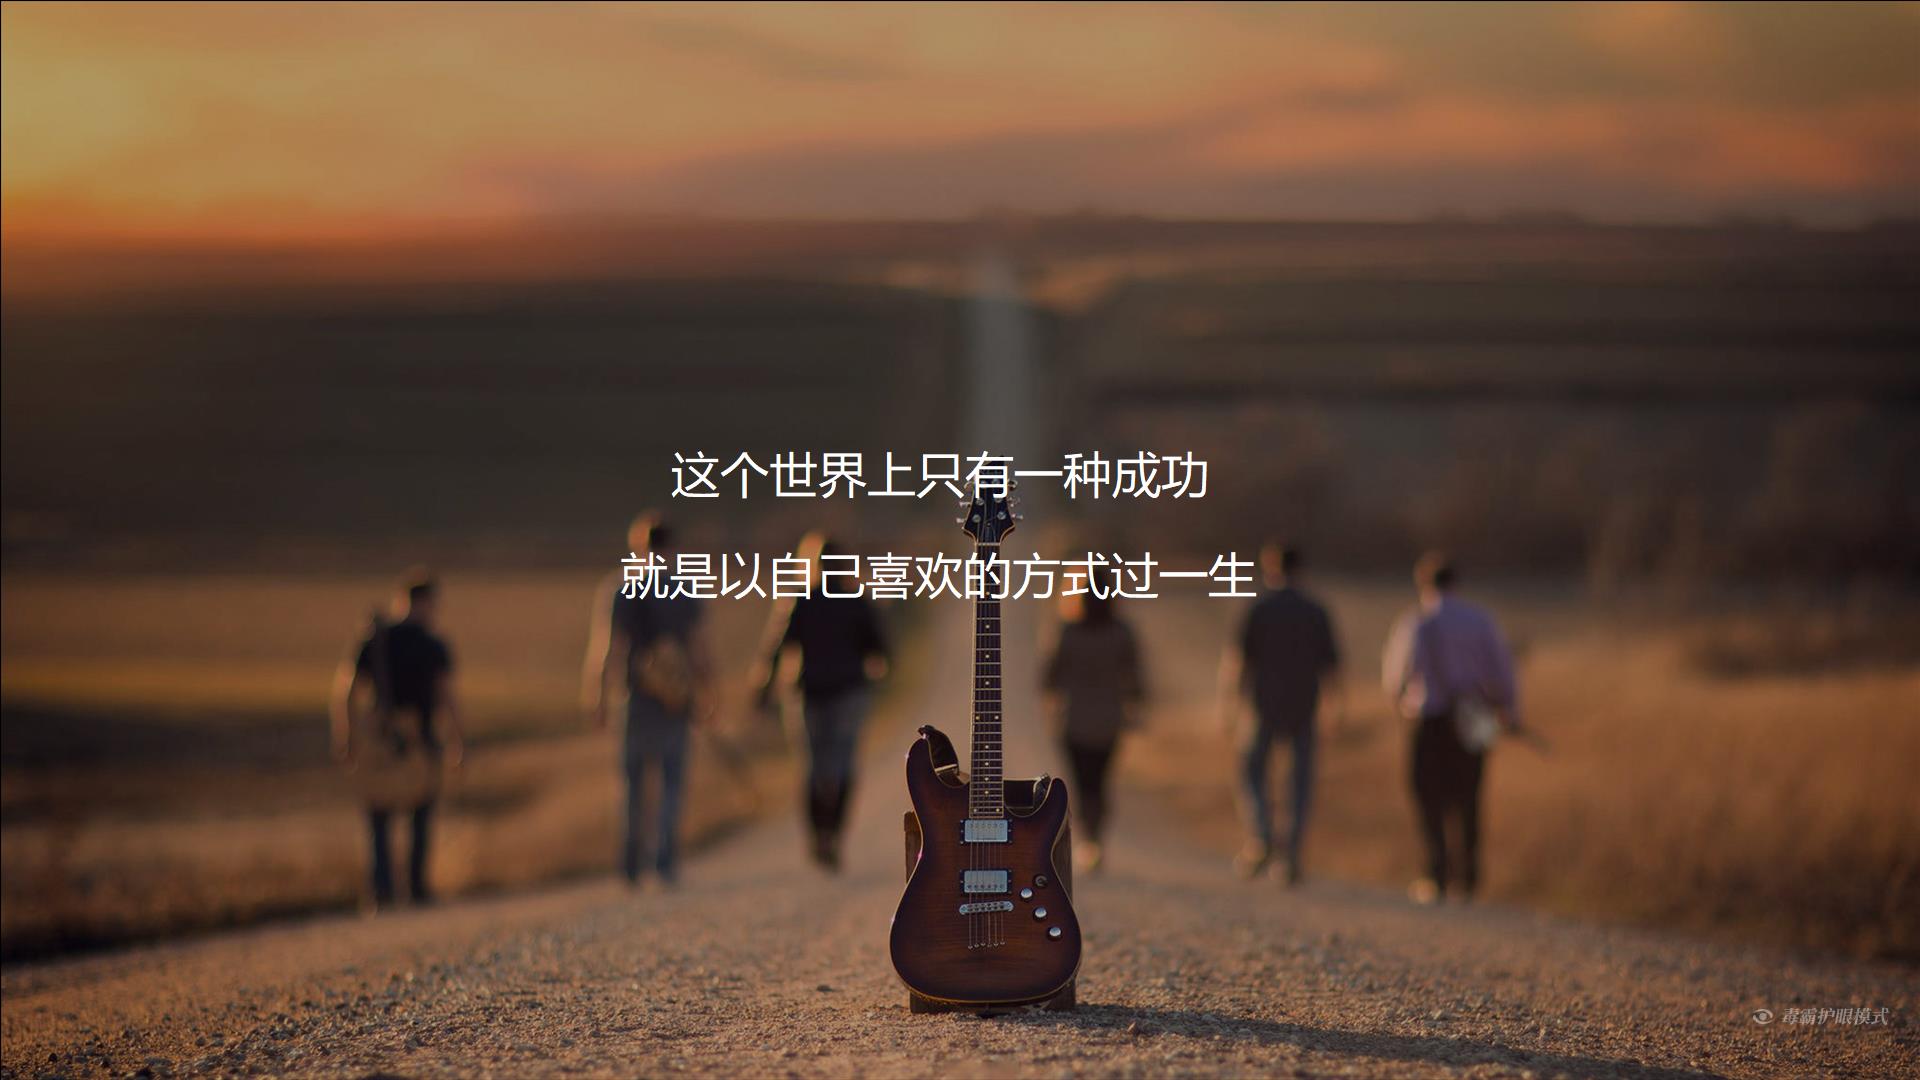 这个世界上只有一种成功
就是以自己喜欢的方式过一生
毒霸护眼模式